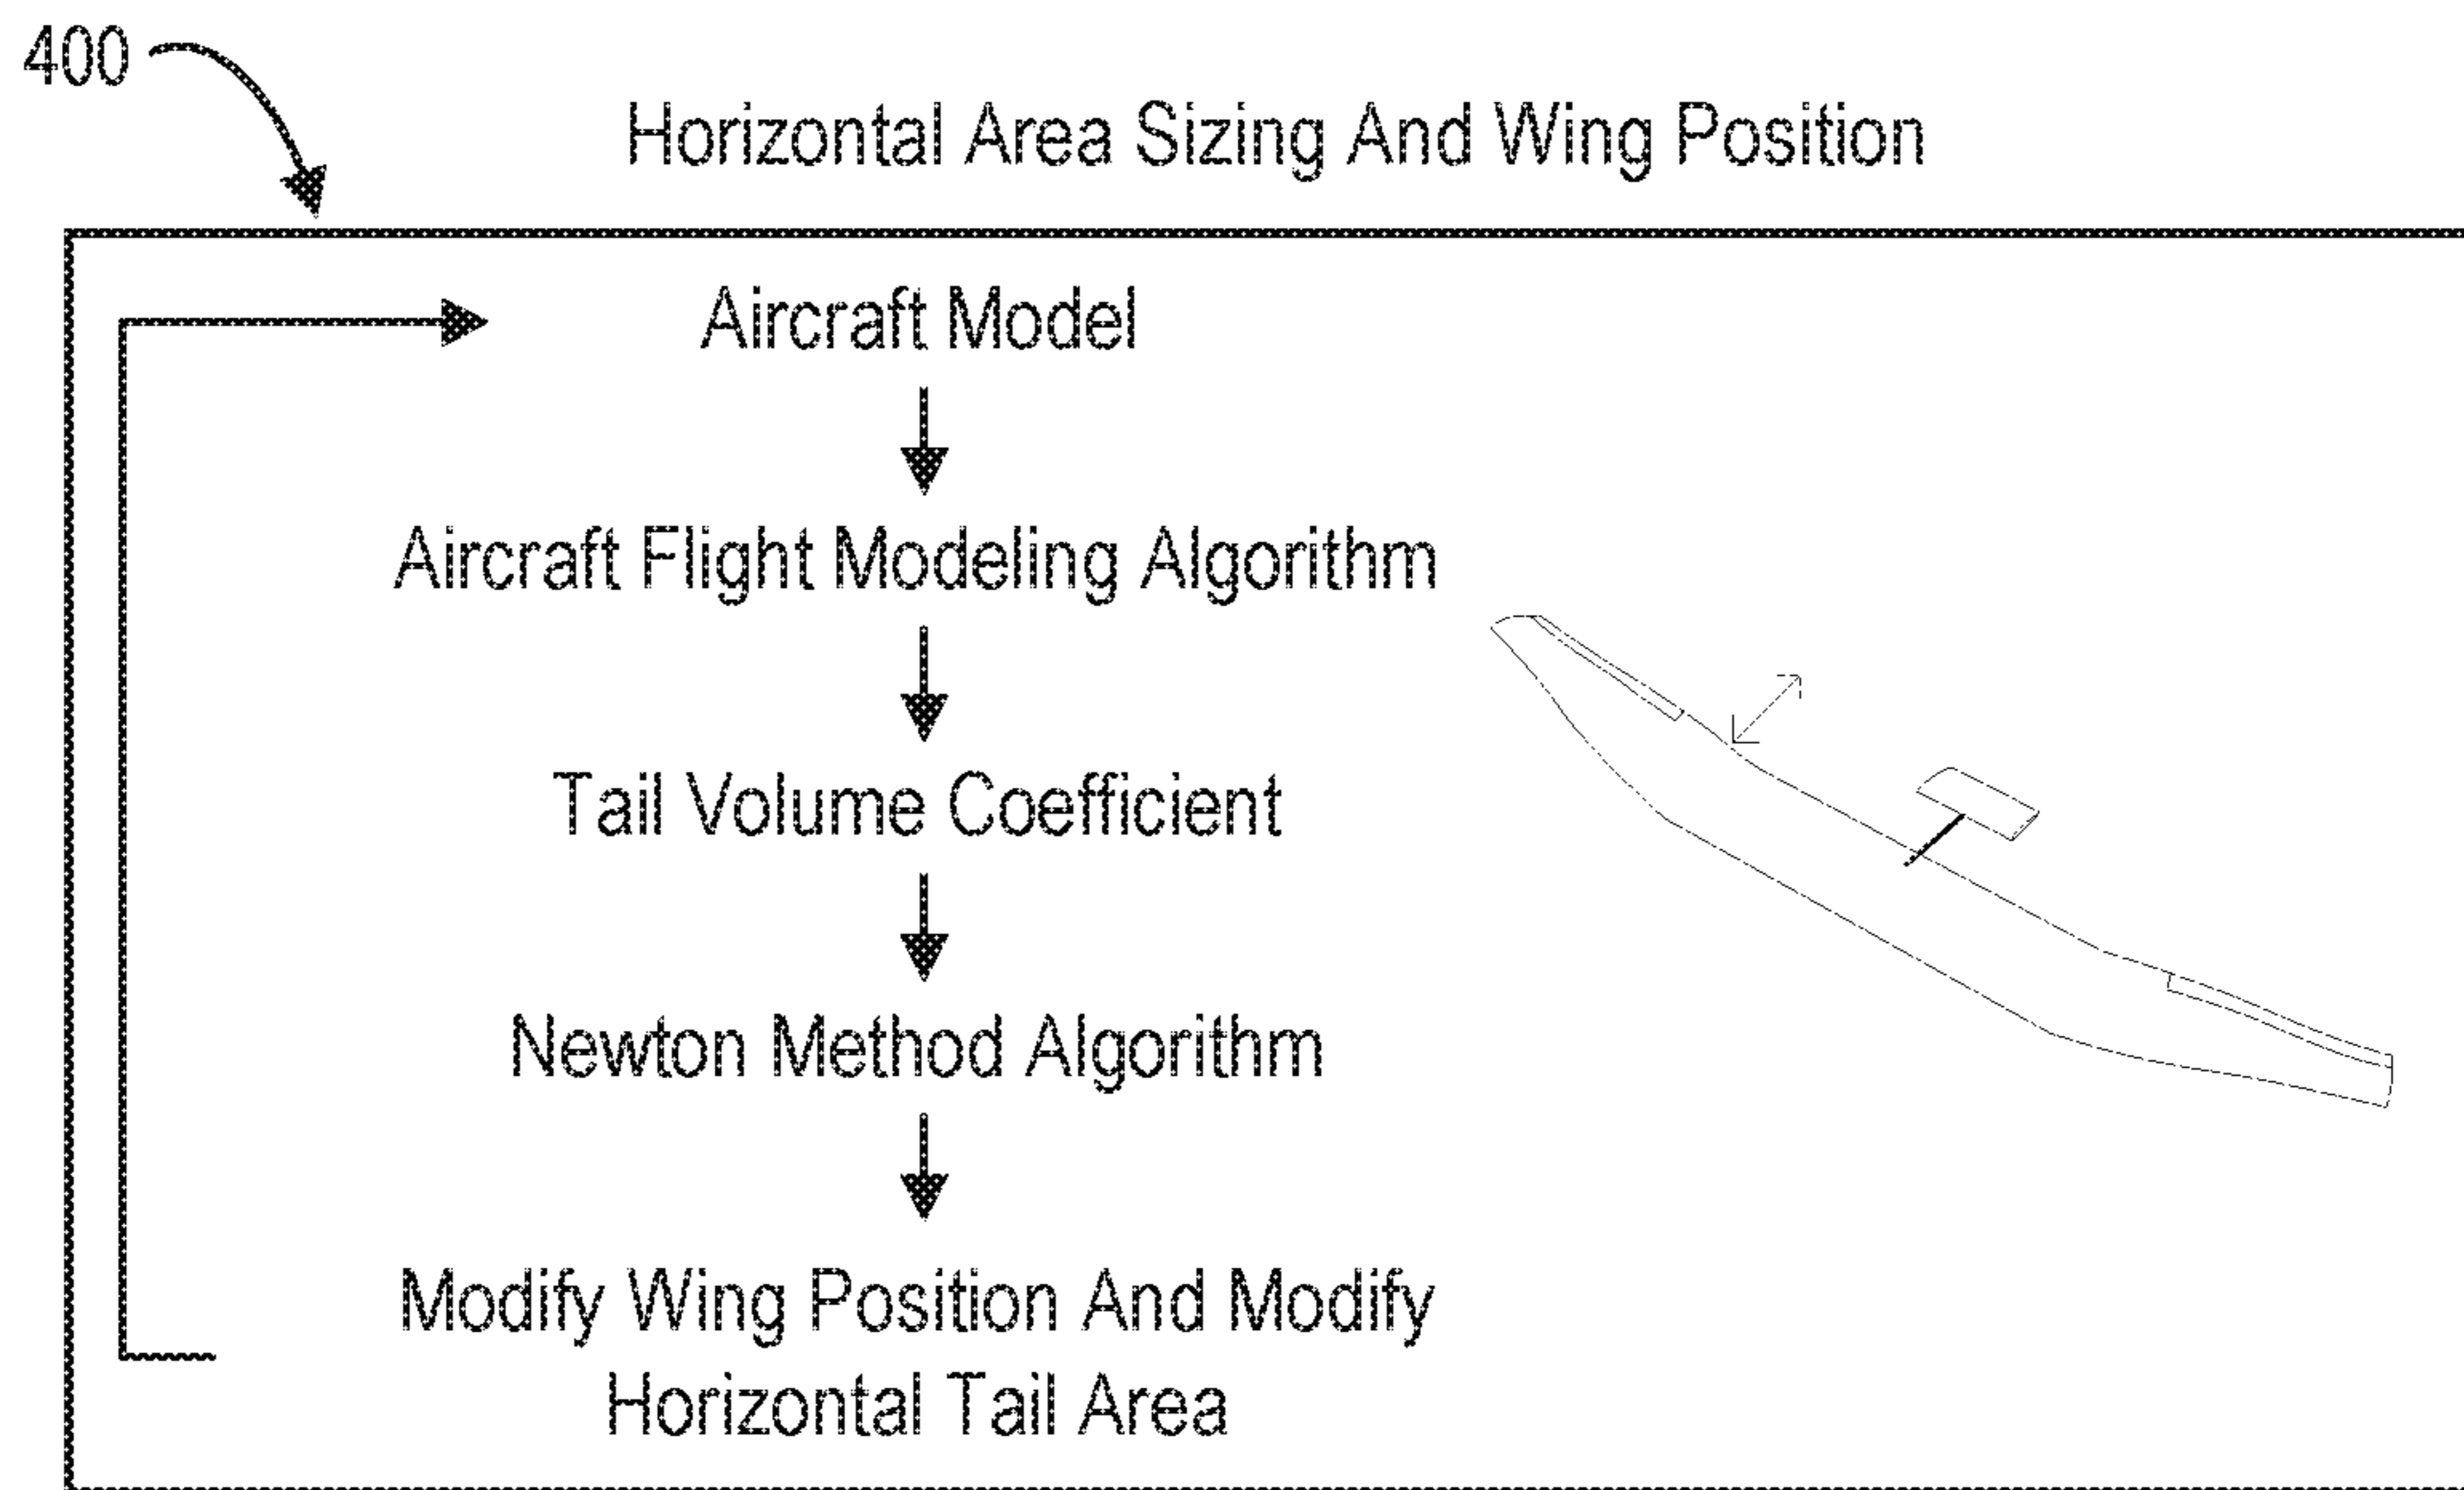 400
Horizontal Area Sizing And Wing Position
Aircraft Model
Aircraft Flight Modeling Algorithm
Tail Volume Coefficient
Newton Method Algorithm
Modify Wing Position And Modify
Horizontal Tail Area